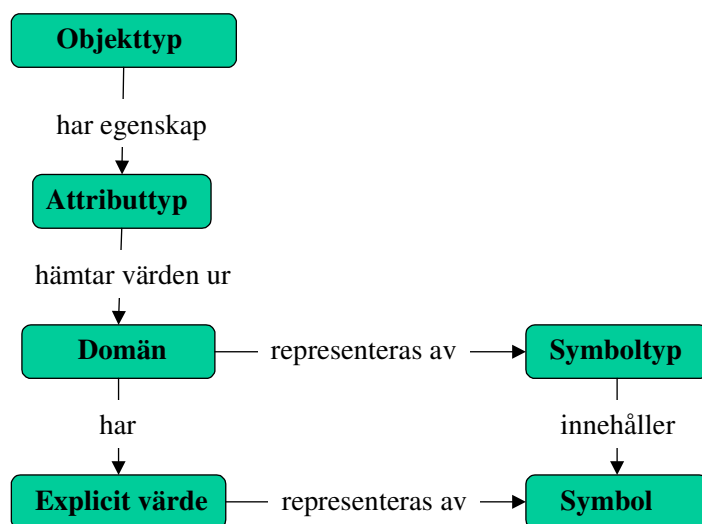 Objekttyp
har egenskap
Attributtyp
hämtar värden ur
Domän representeras av Symboltyp
har innehåller
Explicit värde representeras av Symbol